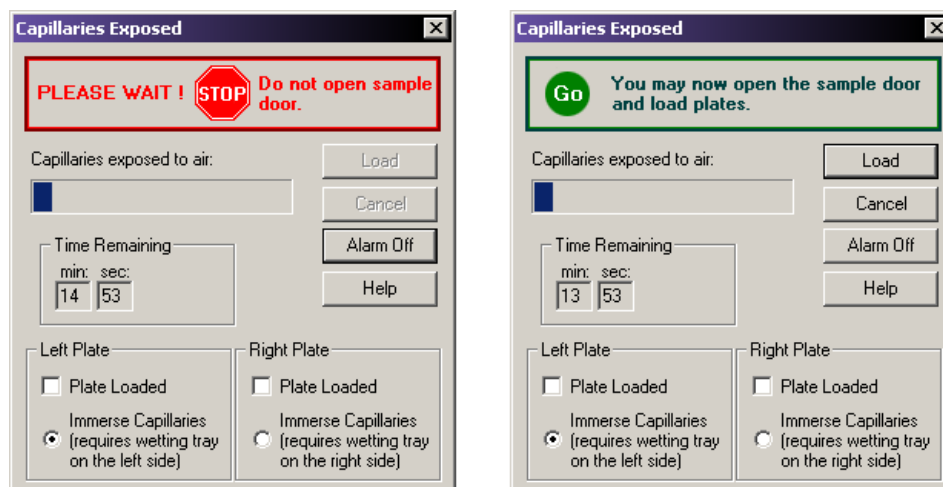 Capillaries Exposed
PLEASE WAIT ! STOP Do not open sample
door.
Capillaries exposed to air:
Load
Cancel
Time Remaining
Alarm Off
min: sec:
14 53
Help
Left Plate
Right Plate
Plate Loaded
Plate Loaded
Immerse Capillaries
(requires wetting tray
on the left side)
Immerse Capillaries
(requires wetting tray
on the right side)
Capillaries Exposed
Go You may now open the sample door
and load plates.
Capillaries exposed to air:
Load
Cancel
Time Remaining
Alarm Off
min: sec:
13 53
Help
Left Plate
Right Plate
Plate Loaded
Plate Loaded
Immerse Capillaries
(requires wetting tray
on the left side)
Immerse Capillaries
(requires wetting tray
on the right side)